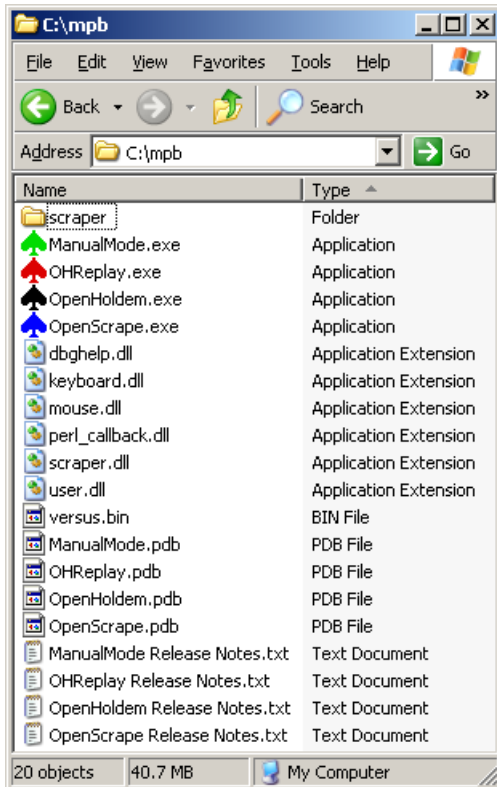 C:\mpb
File Edit View Favorites Tools Help
Back Search »
Address C:\mpb Go
Name Type
scraper Folder
ManualMode.exe Application
OHReplay.exe Application
OpenHoldem.exe Application
OpenScrape.exe Application
dbghelp.dll Application Extension
keyboard.dll Application Extension
mouse.dll Application Extension
perl_callback.dll Application Extension
scraper.dll Application Extension
user.dll Application Extension
versus.bin BIN File
ManualMode.pdb PDB File
OHReplay.pdb PDB File
OpenHoldem.pdb PDB File
OpenScrape.pdb PDB File
ManualMode Release Notes.txt Text Document
OHReplay Release Notes.txt Text Document
OpenHoldem Release Notes.txt Text Document
OpenScrape Release Notes.txt Text Document
20 objects 40.7 MB My Computer